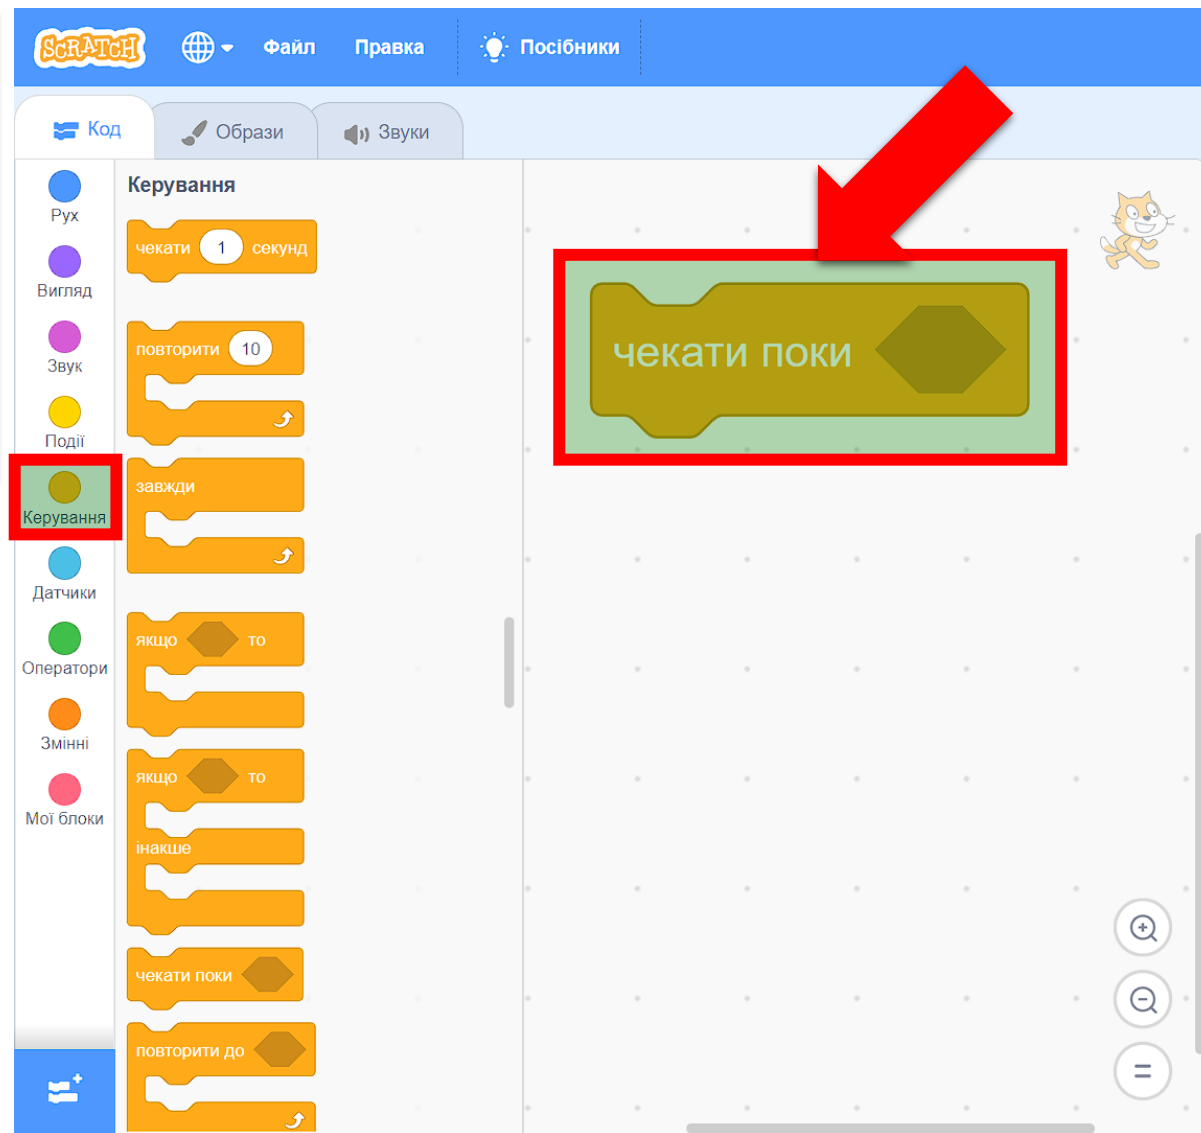 SCRATCH
Файл
Правка
Посібники
Код
Образи
Звуки
Рух
Вигляд
Звук
Події
Керування
Датчики
Оператори
Змінні
Мої блоки
Керування
чекати 1 секунд
повторити 10
завжди
якщо то
якщо то
інакше
чекати поки
повторити до
чекати поки